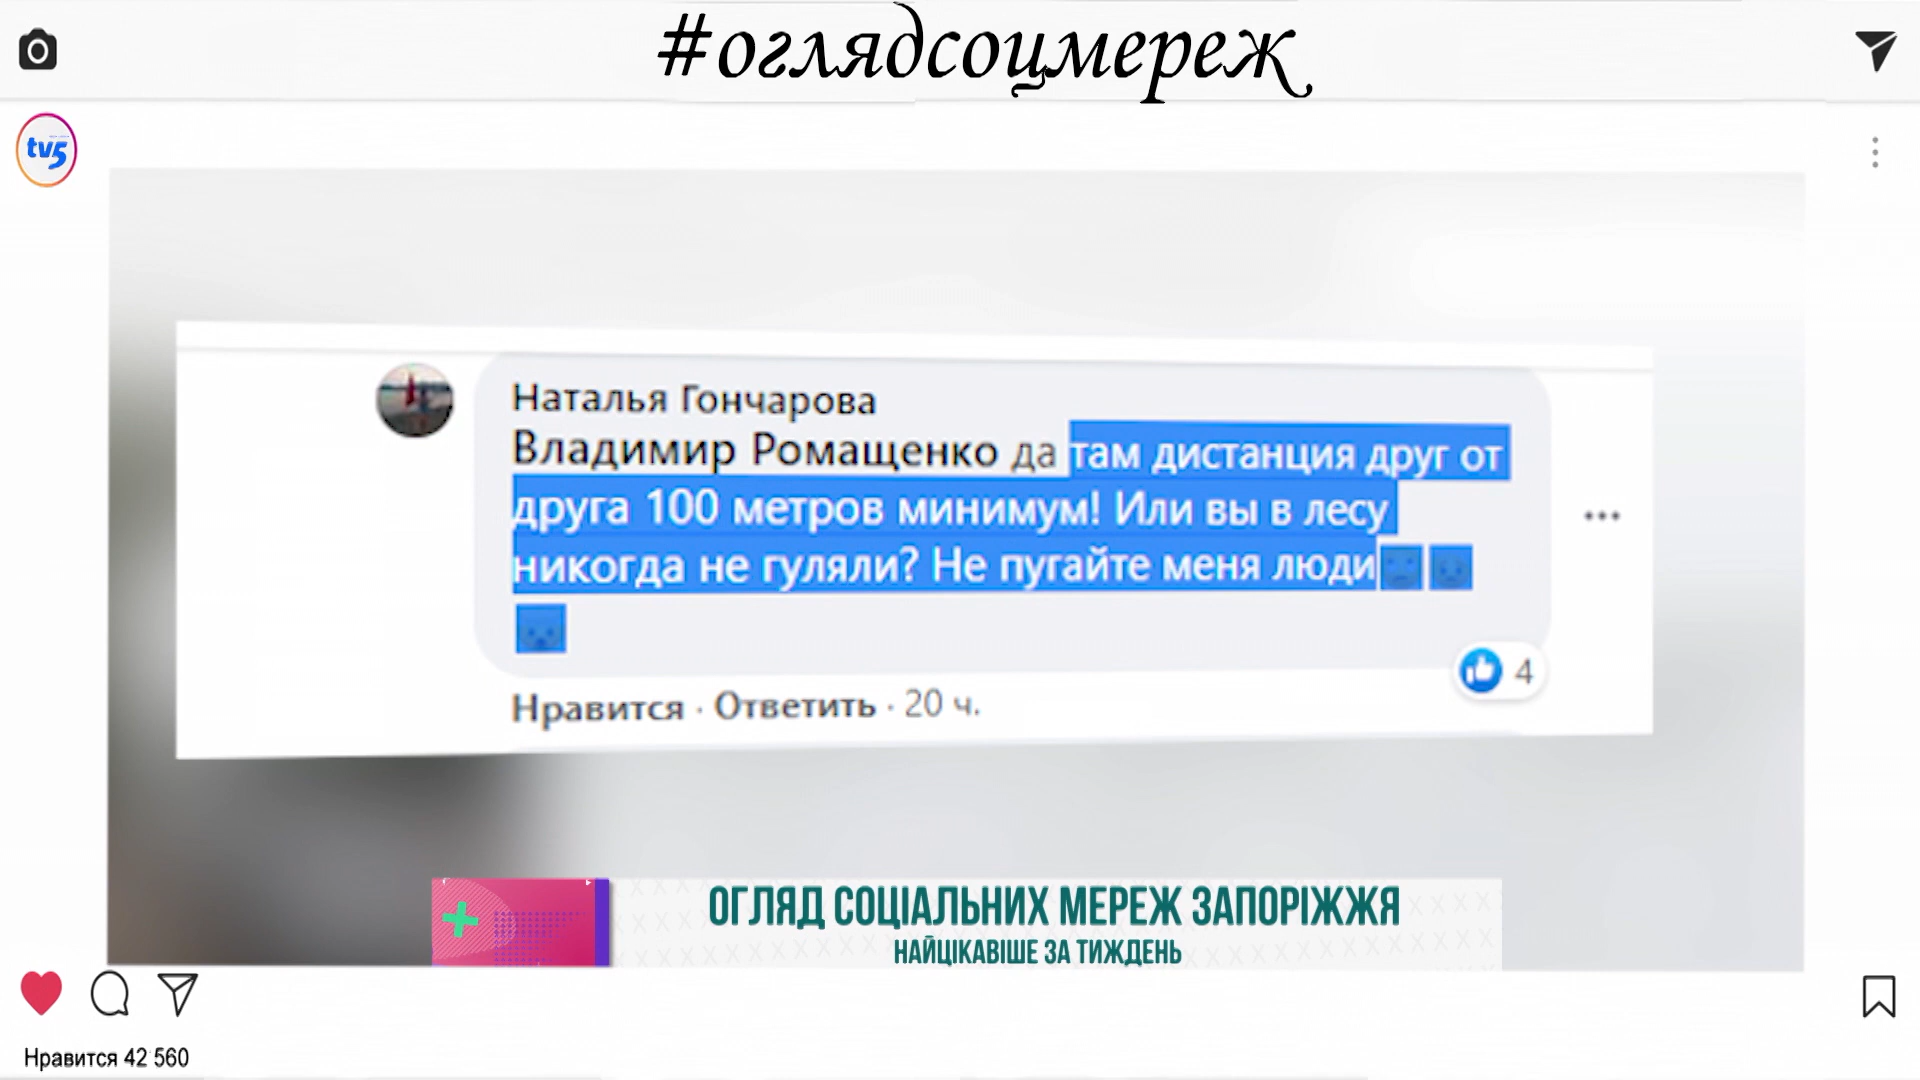 #оглядсоцмереж
tv5
Наталья Гончарова
Владимир Ромащенко да там дистанция друг от
друга 100 метров минимум! Или вы в лесу
никогда не гуляли? Не пугайте меня люди
4
Нравится · Ответить · 20 ч.
ОГЛЯД СОЦІАЛЬНИХ МЕРЕЖ ЗАПОРІЖЖЯ
НАЙЦІКАВІШЕ ЗА ТИЖДЕНЬ
Нравится 42 560